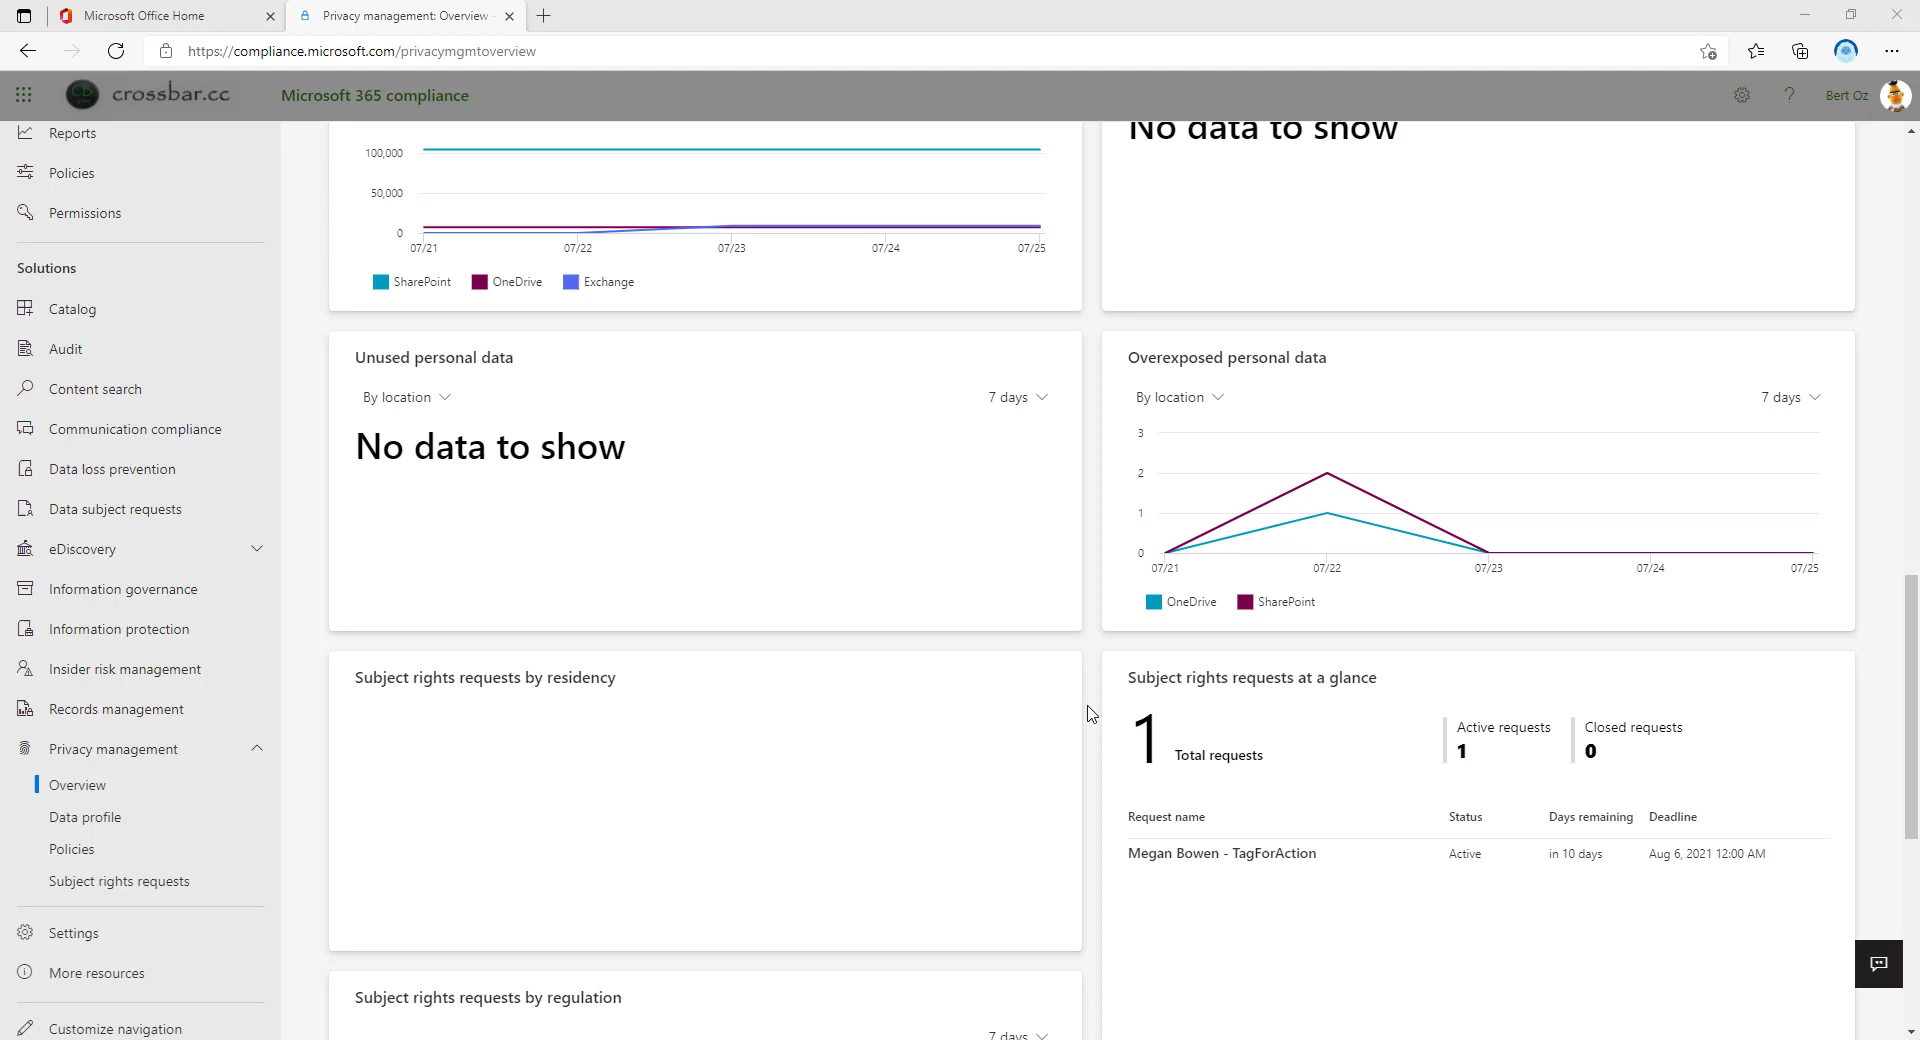 Microsoft Office Home
Privacy management: Overview -
https://compliance.microsoft.com/privacymgmtoverview
CB
crossbar.cc
Microsoft 365 compliance
?
Bert Oz
Reports
Policies
Permissions
Solutions
Catalog
Audit
Content search
Communication compliance
Data loss prevention
Data subject requests
eDiscovery
Information governance
Information protection
Insider risk management
Records management
Privacy management
Overview
Data profile
Policies
Subject rights requests
Settings
More resources
Customize navigation
100,000
50,000
0
07/21 07/22 07/23 07/24 07/25
SharePoint OneDrive Exchange
No data to show
Unused personal data
By location 7 days
No data to show
Overexposed personal data
By location 7 days
3
2
1
0
07/21 07/22 07/23 07/24 07/25
OneDrive SharePoint
Subject rights requests by residency
Subject rights requests at a glance
1 Total requests
Active requests
1
Closed requests
0
Request name Status Days remaining Deadline
Megan Bowen - TagForAction Active in 10 days Aug 6, 2021 12:00 AM
Subject rights requests by regulation
7 days